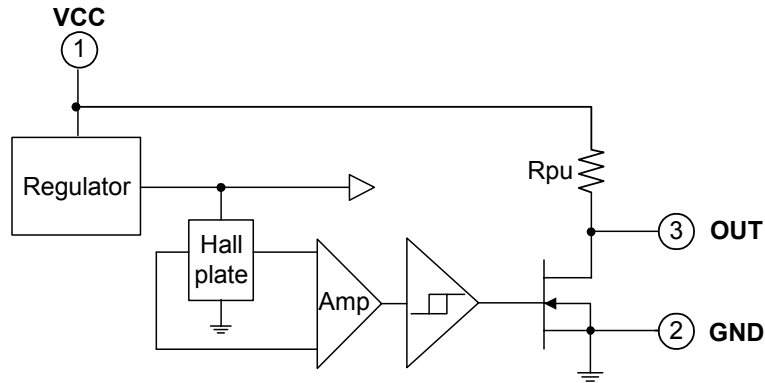 VCC
1
Regulator
Rpu
Hall
plate
3 OUT
Amp
2 GND